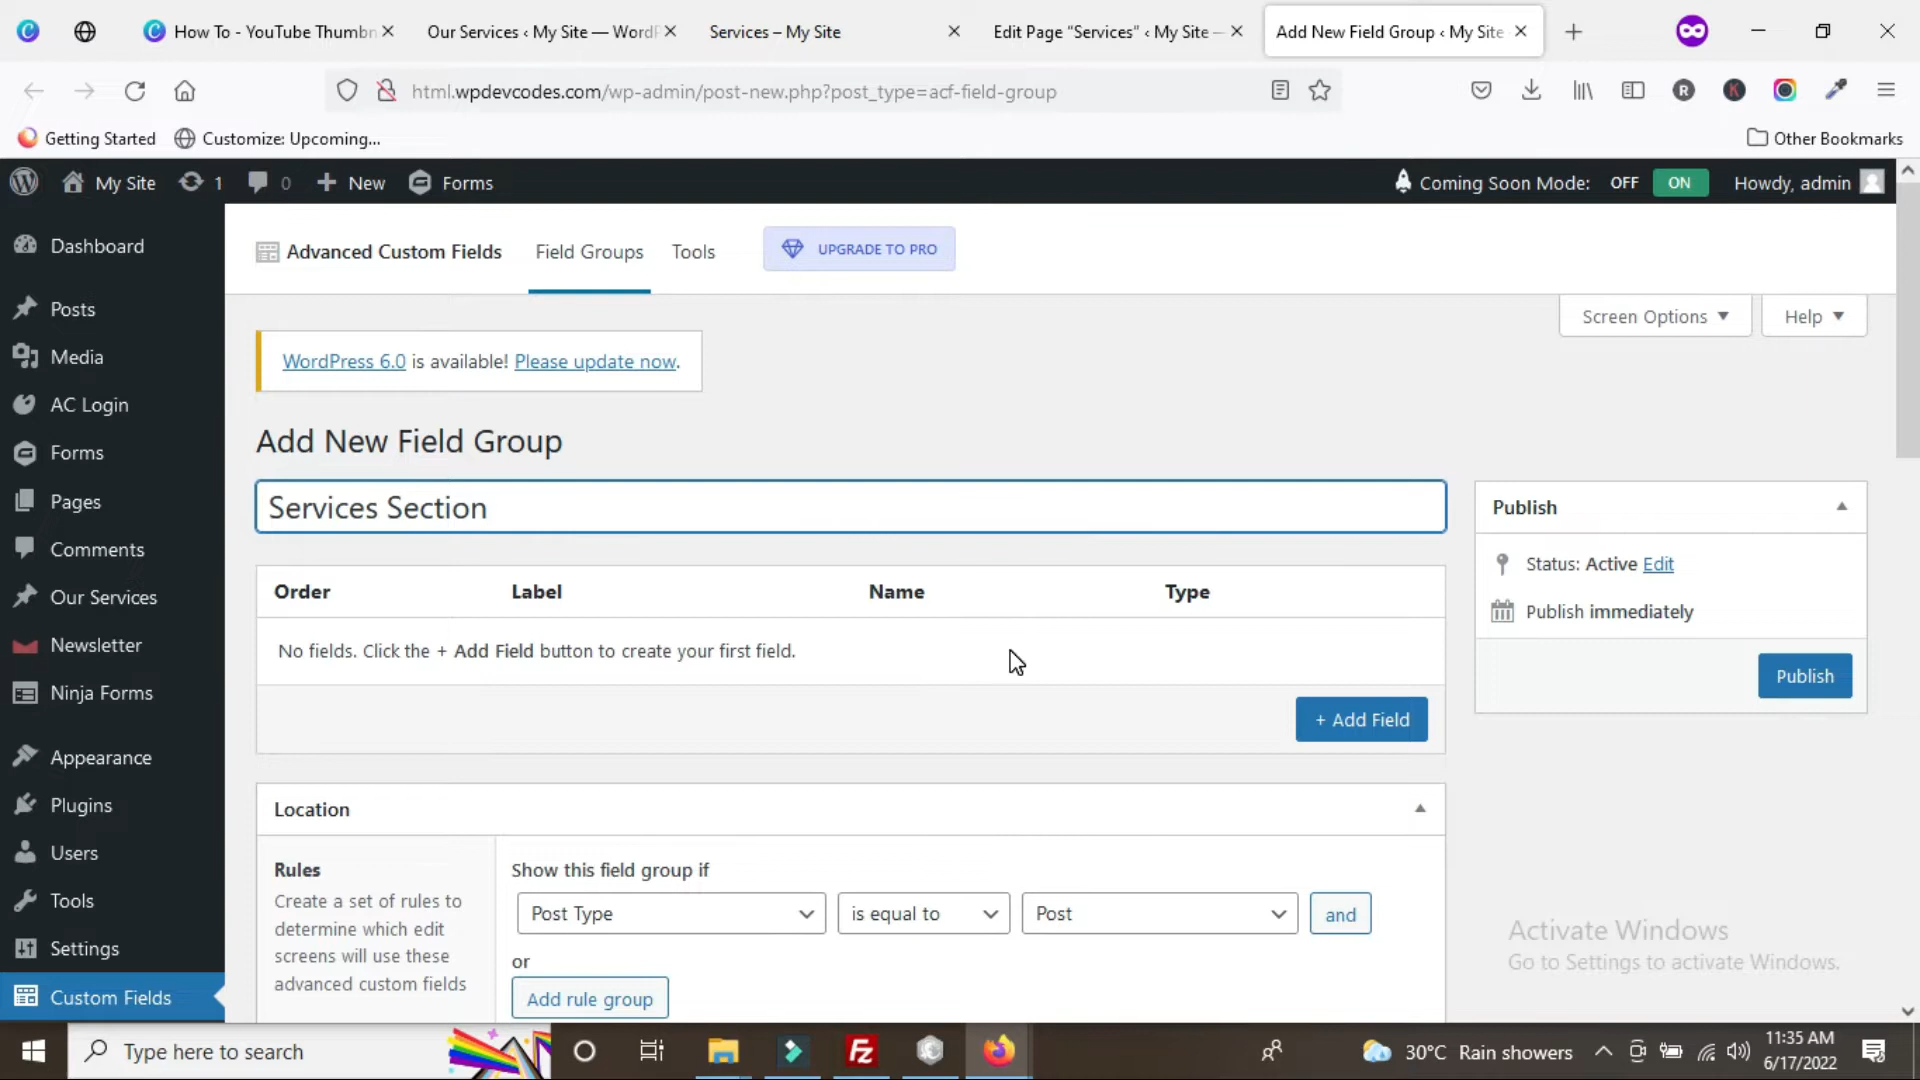 How To - YouTube Thumbn
Our Services ‹ My Site — WordP
Services – My Site
Edit Page “Services” ‹ My Site —
Add New Field Group ‹ My Site
html.wpdevcodes.com/wp-admin/post-new.php?post_type=acf-field-group
Getting Started
Customize: Upcoming...
Other Bookmarks
My Site
1
0
New
Forms
Coming Soon Mode:
OFF
ON
Howdy, admin
Dashboard
Posts
Media
AC Login
Forms
Pages
Comments
Our Services
Newsletter
Ninja Forms
Appearance
Plugins
Users
Tools
Settings
Custom Fields
Advanced Custom Fields
Field Groups
Tools
UPGRADE TO PRO
Screen Options
Help
WordPress 6.0 is available! Please update now.
Add New Field Group
Services Section
Order
Label
Name
Type
No fields. Click the + Add Field button to create your first field.
+ Add Field
Publish
Status: Active Edit
Publish immediately
Publish
Location
Rules
Create a set of rules to
determine which edit
screens will use these
advanced custom fields
Show this field group if
Post Type
is equal to
Post
and
or
Add rule group
Activate Windows
Go to Settings to activate Windows.
Type here to search
30°C Rain showers
11:35 AM
6/17/2022